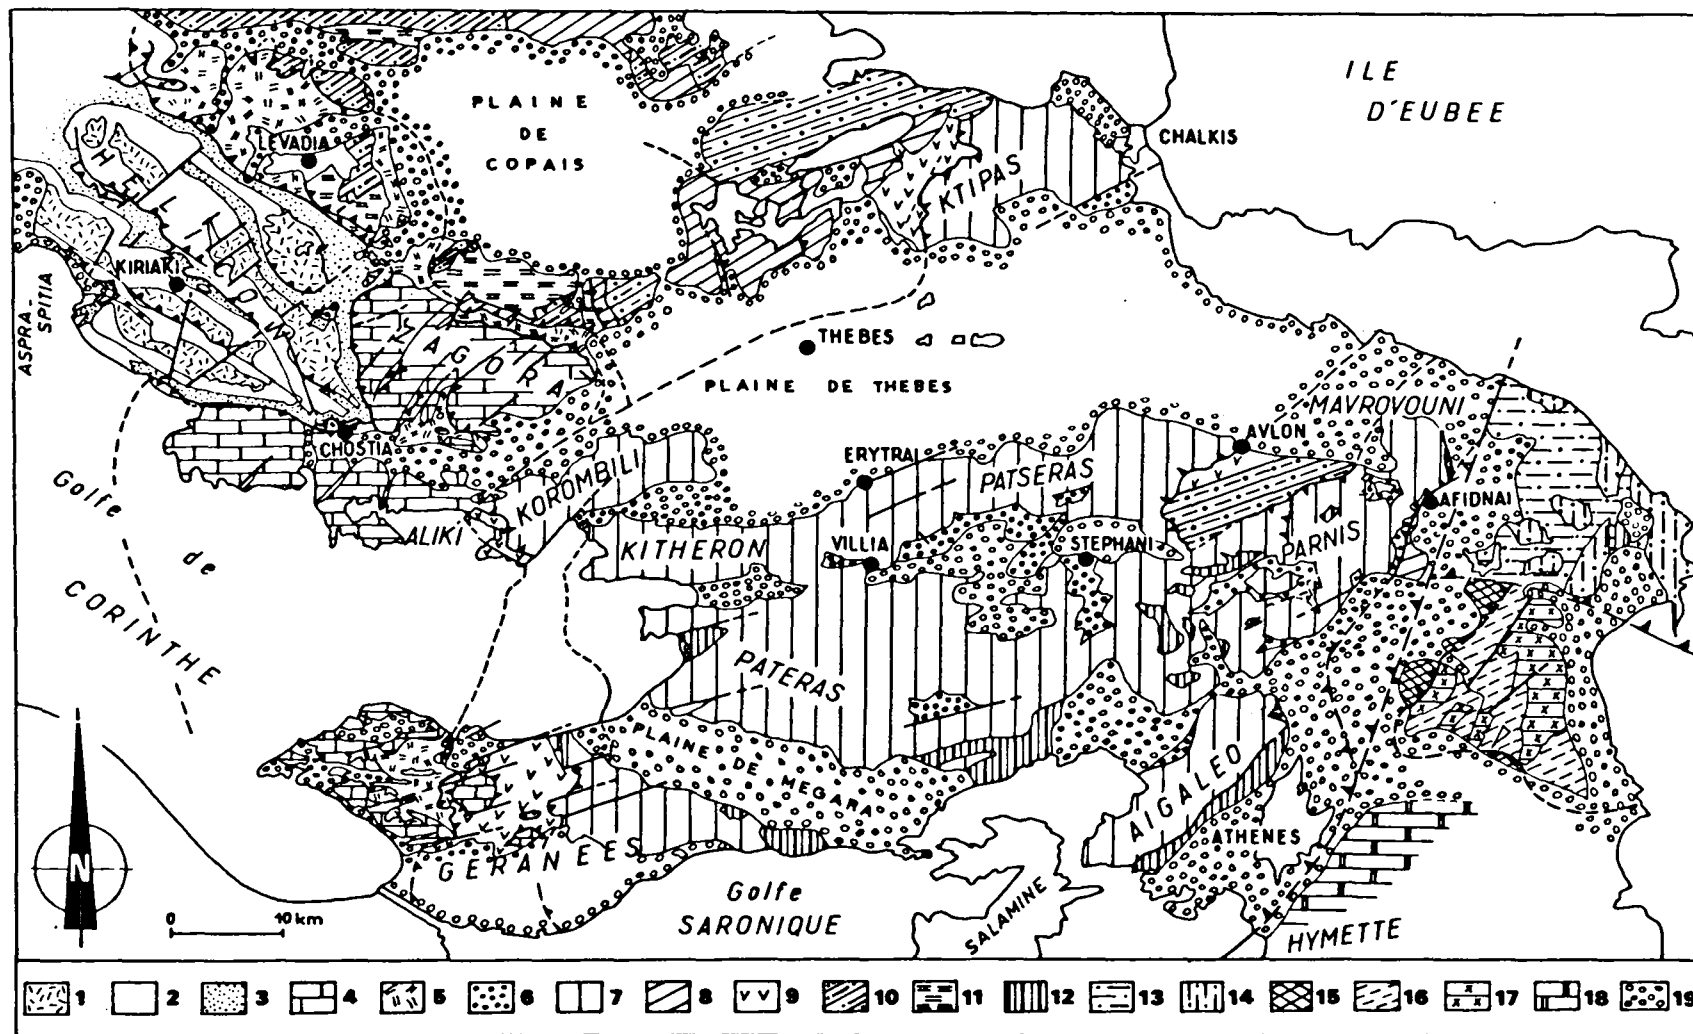 ILE
D'EUBEE
PLAINE
DE
COPAIS
CHALKIS
LEVADIA
KTIPAS
HELICON
KIRIAKI
ASPRA-
SPITIA
ZAGORA
THEBES
PLAINE DE THEBES
MAVROVOUNI
AVLON
CHOSTIA
ERYTRAI
PATSERAS
KOROMBILI
AFIDNAI
Golfe
de
CORINTHE
ALIKI
KITHERON
VILLIA
STEPHANI
PARNIS
PATERAS
PLAINE DE MEGARA
AIGALEO
ATHENES
GERANEES
N
0 10 km
Golfe
SARONIQUE
SALAMINE
HYMETTE
1 2 3 4 5 6 7 8 9 10 11 12 13 14 15 16 17 18 19